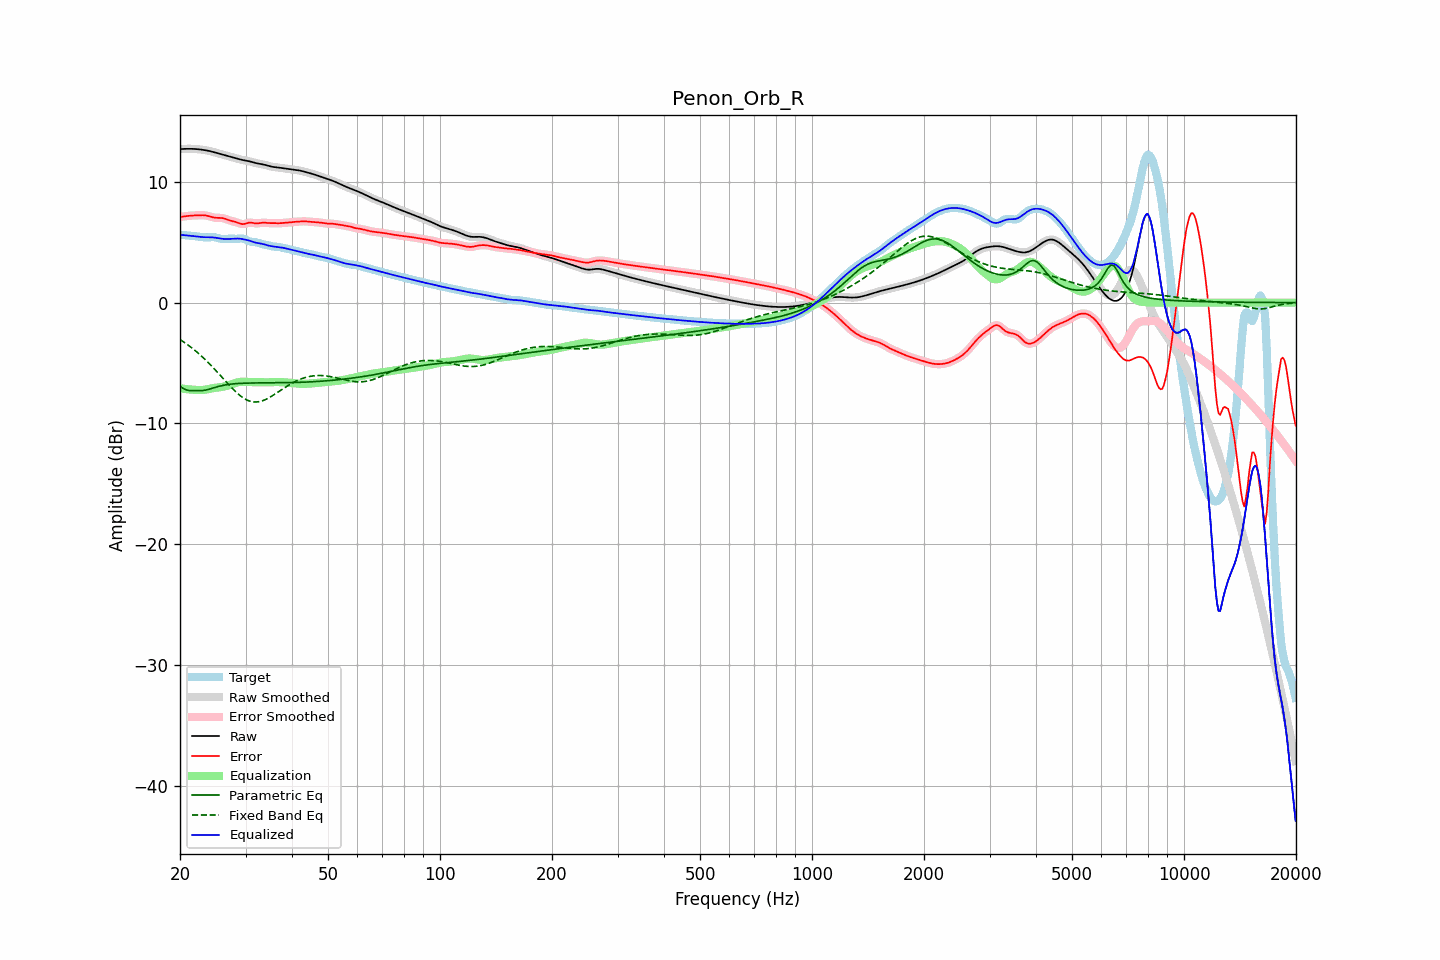 Penon_Orb_R
Amplitude (dBr)
10
0
−10
−20
−30
−40
Target
Raw Smoothed
Error Smoothed
Raw
Error
Equalization
Parametric Eq
Fixed Band Eq
Equalized
20 50 100 200 500 1000 2000 5000 10000 20000
Frequency (Hz)